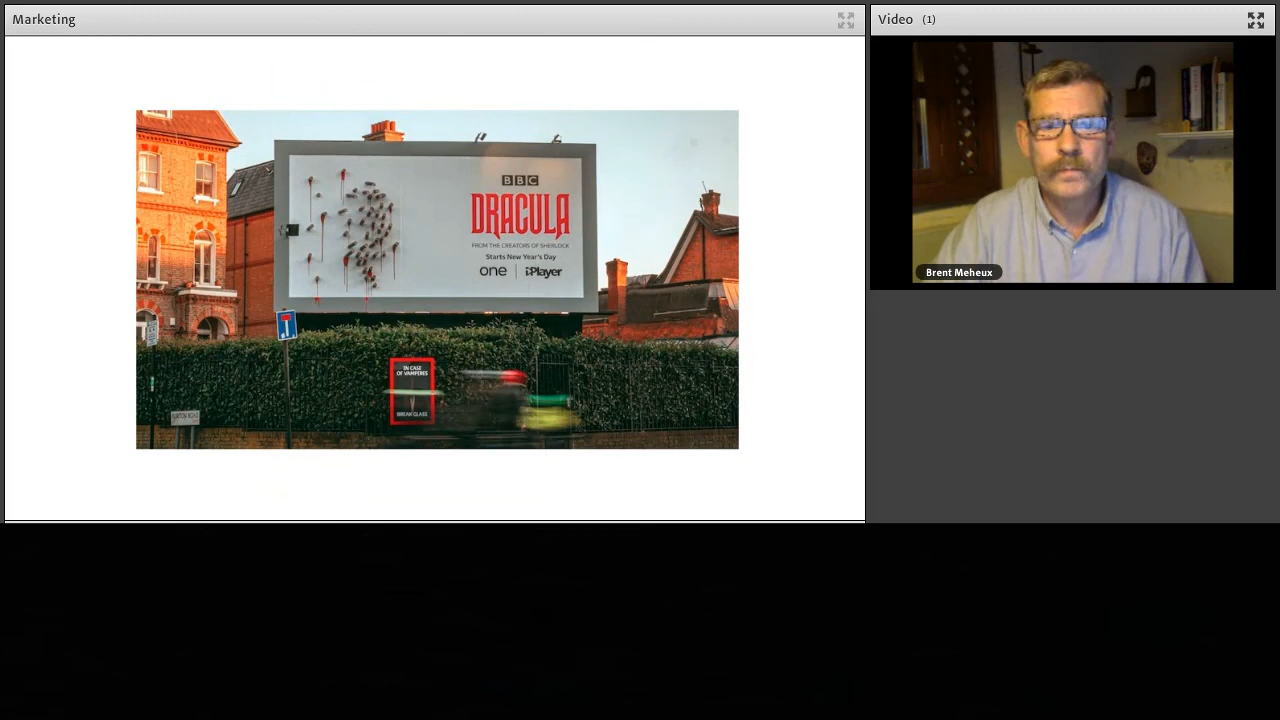 Marketing
Video (1)
BBC
DRACULA
FROM THE CREATORS OF SHERLOCK
Starts New Year's Day
one | iPlayer
IN CASE
OF VAMPIRES
BREAK GLASS
Brent Meheux